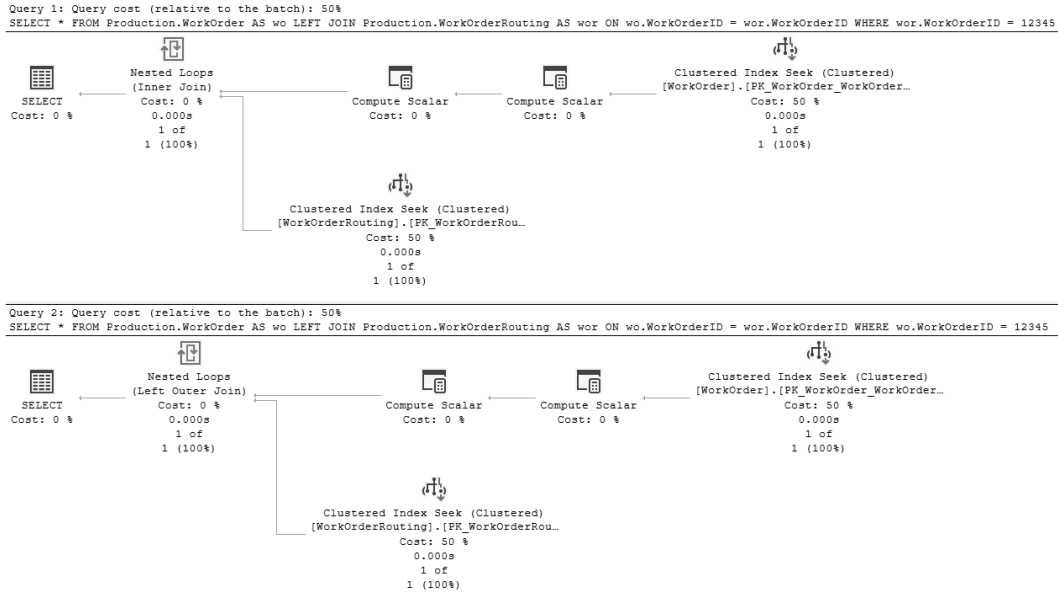 Query 1: Query cost (relative to the batch): 50%
SELECT * FROM Production.WorkOrder AS wo LEFT JOIN Production.WorkOrderRouting AS wor ON wo.WorkOrderID = wor.WorkOrderID WHERE wor.WorkOrderID = 12345
SELECT
Cost: 0 %
Nested Loops
(Inner Join)
Cost: 0 %
0.000s
1 of
1 (100%)
Compute Scalar
Cost: 0 %
Compute Scalar
Cost: 0 %
Clustered Index Seek (Clustered)
[WorkOrder].[PK_WorkOrder_WorkOrder…
Cost: 50 %
0.000s
1 of
1 (100%)
Clustered Index Seek (Clustered)
[WorkOrderRouting].[PK_WorkOrderRou…
Cost: 50 %
0.000s
1 of
1 (100%)
Query 2: Query cost (relative to the batch): 50%
SELECT * FROM Production.WorkOrder AS wo LEFT JOIN Production.WorkOrderRouting AS wor ON wo.WorkOrderID = wor.WorkOrderID WHERE wo.WorkOrderID = 12345
SELECT
Cost: 0 %
Nested Loops
(Left Outer Join)
Cost: 0 %
0.000s
1 of
1 (100%)
Compute Scalar
Cost: 0 %
Compute Scalar
Cost: 0 %
Clustered Index Seek (Clustered)
[WorkOrder].[PK_WorkOrder_WorkOrder…
Cost: 50 %
0.000s
1 of
1 (100%)
Clustered Index Seek (Clustered)
[WorkOrderRouting].[PK_WorkOrderRou…
Cost: 50 %
0.000s
1 of
1 (100%)